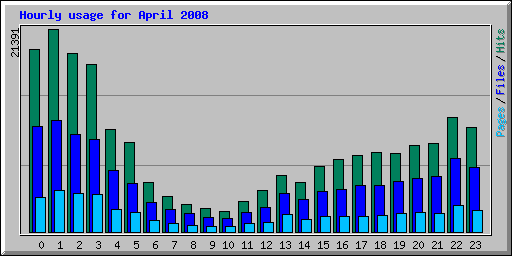 Hourly usage for April 2008
21391
Pages / Files / Hits
0 1 2 3 4 5 6 7 8 9 10 11 12 13 14 15 16 17 18 19 20 21 22 23